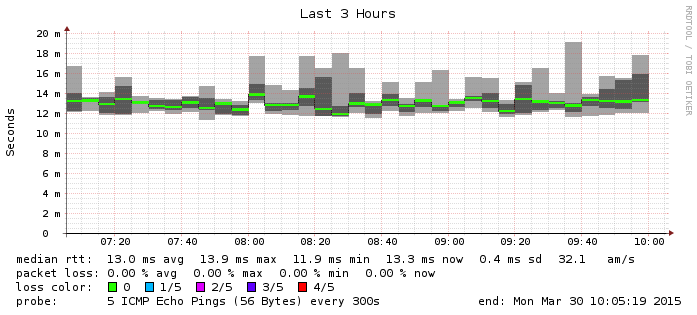 Last 3 Hours
RRDTOOL / TOBI OETIKER
Seconds
20 m
18 m
16 m
14 m
12 m
10 m
8 m
6 m
4 m
2 m
0
07:20 07:40 08:00 08:20 08:40 09:00 09:20 09:40 10:00
median rtt: 13.0 ms avg 13.9 ms max 11.9 ms min 13.3 ms now 0.4 ms sd 32.1 am/s
packet loss: 0.00 % avg 0.00 % max 0.00 % min 0.00 % now
loss color: 0 1/5 2/5 3/5 4/5
probe: 5 ICMP Echo Pings (56 Bytes) every 300s end: Mon Mar 30 10:05:19 2015